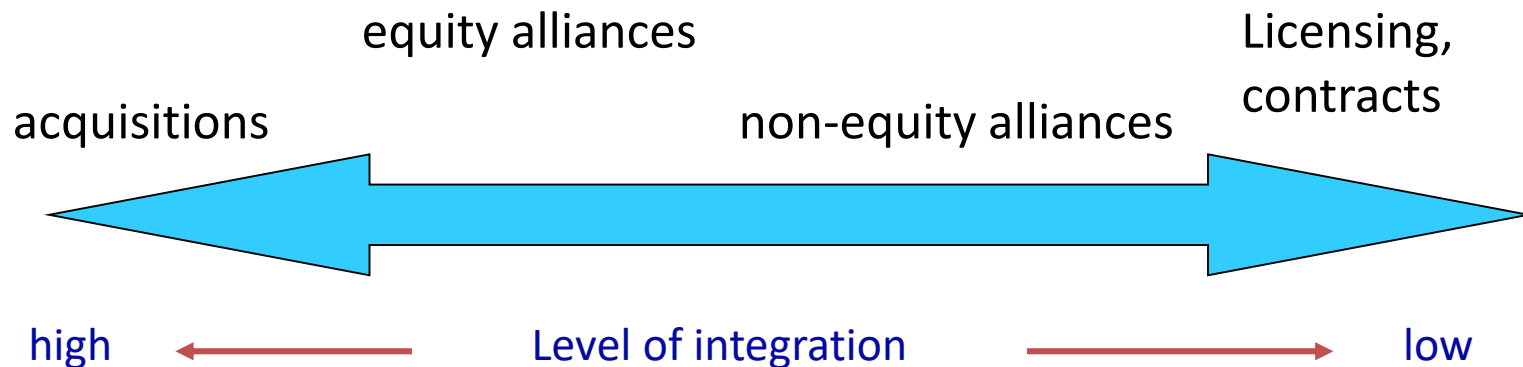 equity alliances
Licensing,
contracts
acquisitions
non-equity alliances
high
Level of integration
low